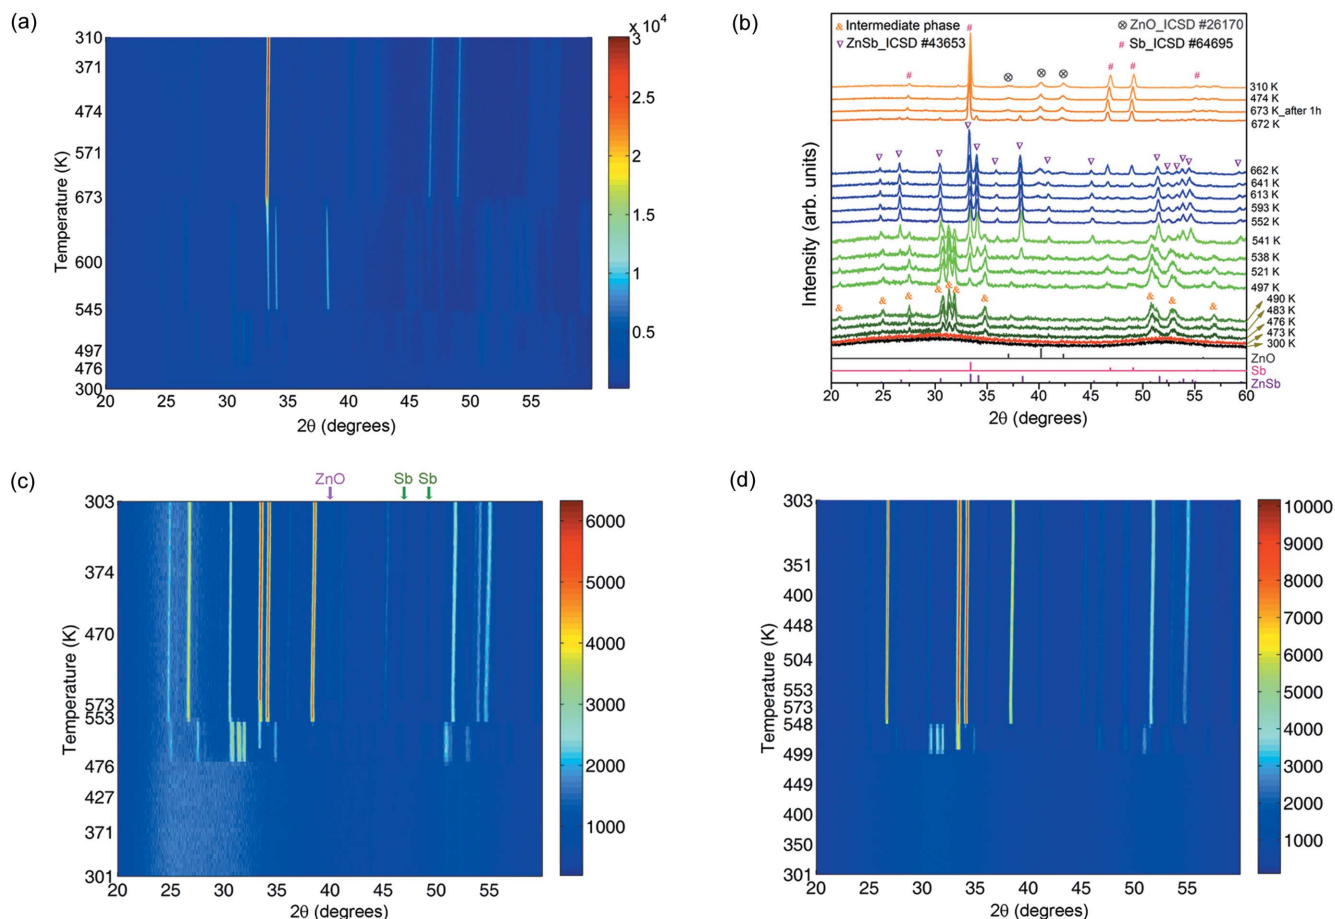 (a)
x 10⁴
310
371
474
571
673
600
545
497
476
300
Temperature (K)
20 25 30 35 40 45 50 55
2θ (degrees)
3
2.5
2
1.5
1
0.5
(b)
& Intermediate phase
▽ ZnSb_ICSD #43653
⊗ ZnO_ICSD #26170
# Sb_ICSD #64695
Intensity (arb. units)
310 K
474 K
673 K_after 1h
672 K
662 K
641 K
613 K
593 K
552 K
541 K
538 K
521 K
497 K
490 K
483 K
476 K
473 K
300 K
ZnO
Sb
ZnSb
20 25 30 35 40 45 50 55 60
2θ (degrees)
(c)
ZnO Sb Sb
303
374
470
573
553
476
427
371
301
Temperature (K)
20 25 30 35 40 45 50 55
2θ (degrees)
6000
5000
4000
3000
2000
1000
(d)
303
351
400
448
504
553
573
548
499
449
400
350
301
Temperature (K)
20 25 30 35 40 45 50 55
2θ (degrees)
10000
9000
8000
7000
6000
5000
4000
3000
2000
1000